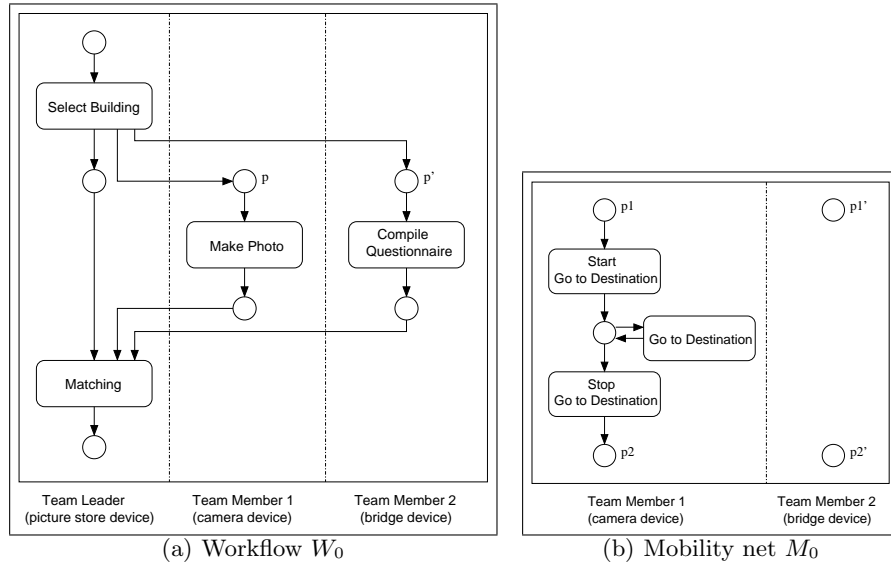 Select Building
p
p'
Make Photo
Compile
Questionnaire
Matching
Team Leader
(picture store device)
Team Member 1
(camera device)
Team Member 2
(bridge device)
(a) Workflow W0
p1
p1'
Start
Go to Destination
Go to Destination
Stop
Go to Destination
p2
p2'
Team Member 1
(camera device)
Team Member 2
(bridge device)
(b) Mobility net M0